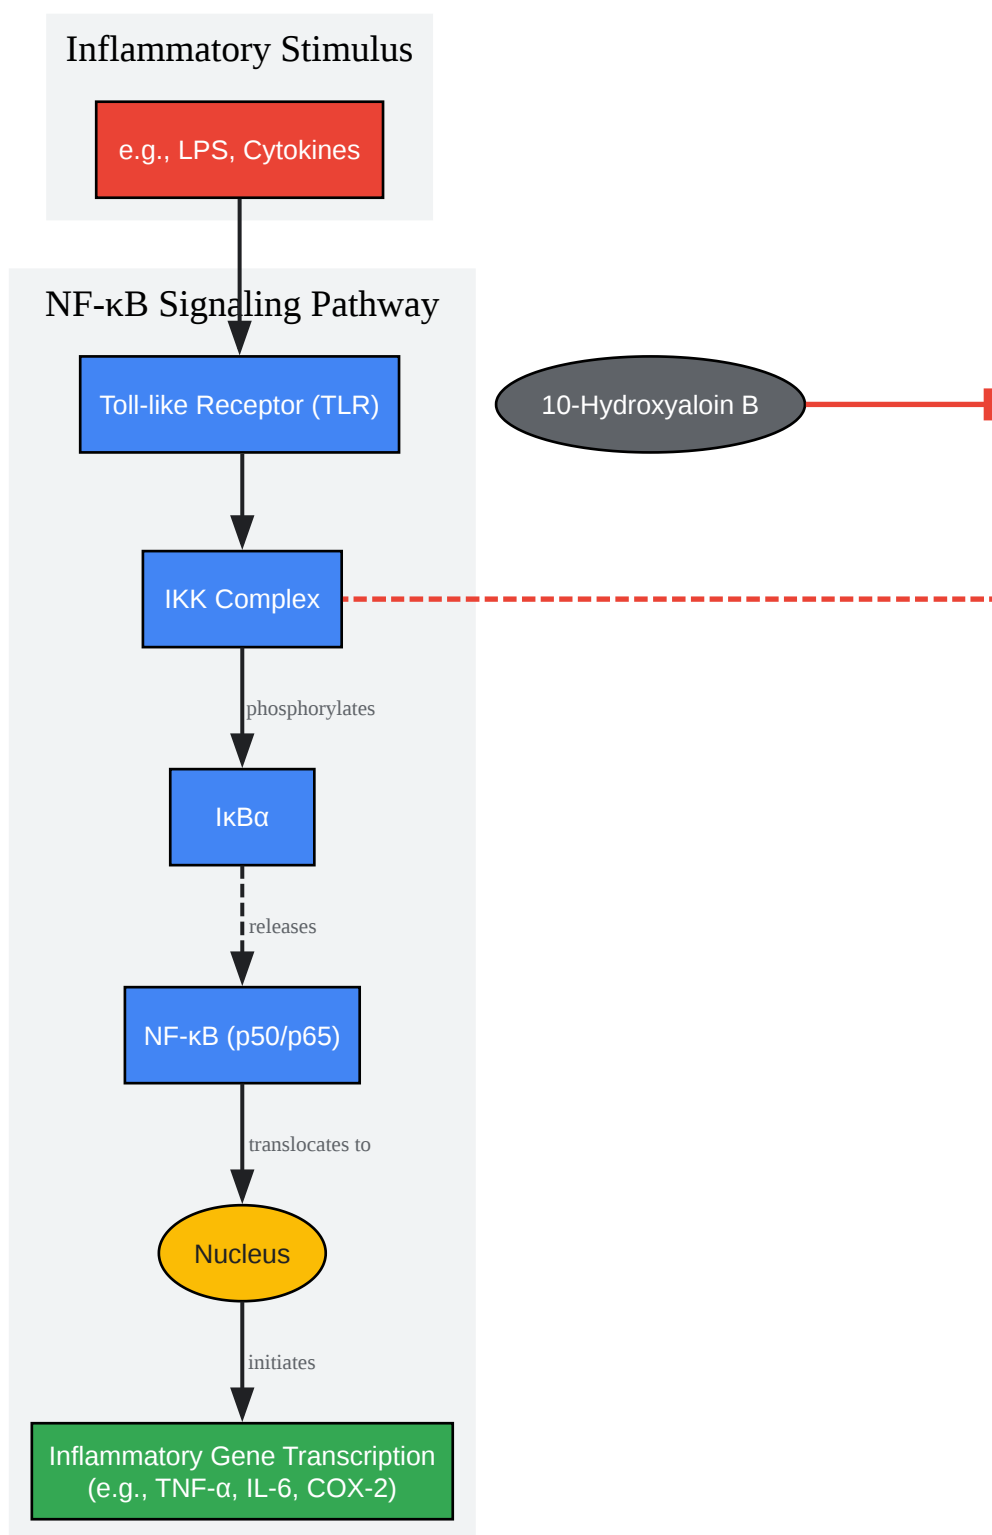 Inflammatory Stimulus
e.g., LPS, Cytokines
NF-κB Signaling Pathway
Toll-like Receptor (TLR)
10-Hydroxyaloin B
IKK Complex
phosphorylates
IκBα
releases
NF-κB (p50/p65)
translocates to
Nucleus
initiates
Inflammatory Gene Transcription
(e.g., TNF-α, IL-6, COX-2)